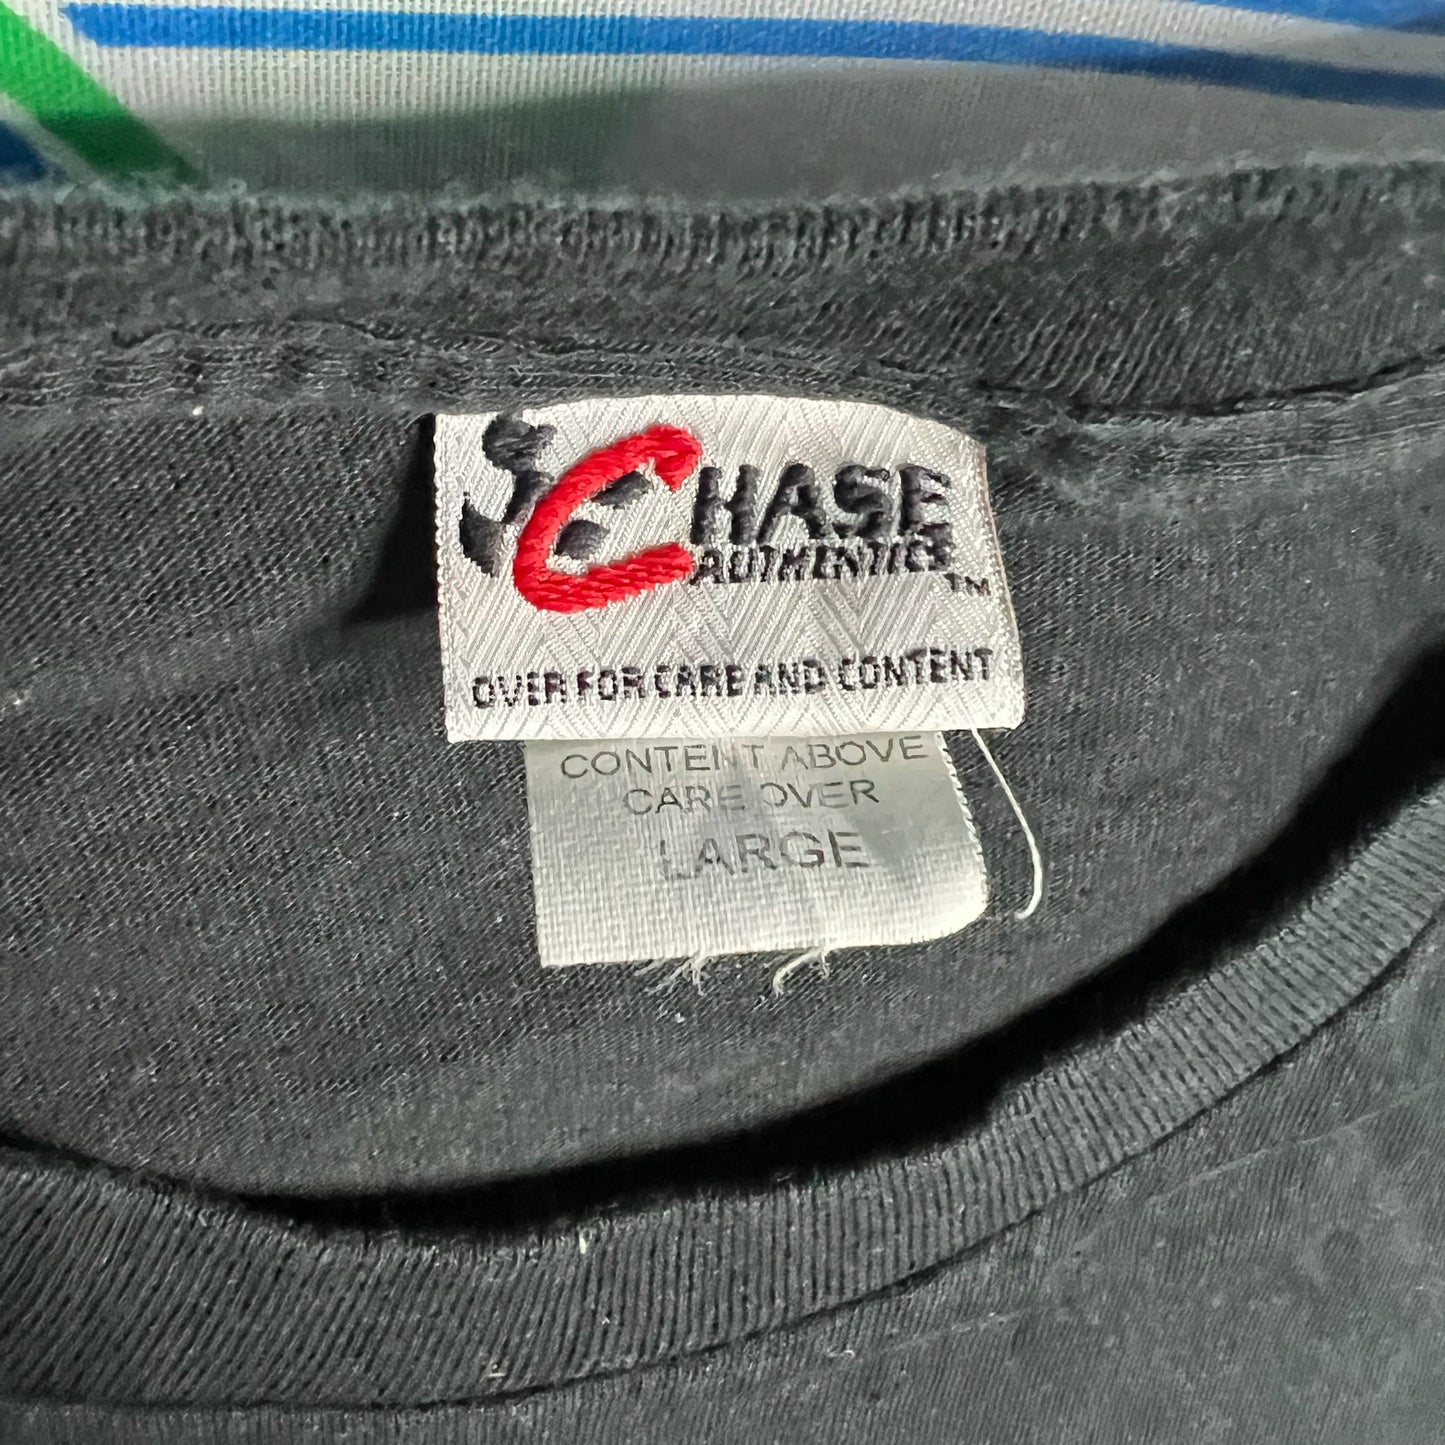 CHASE
AUTHENTICS
TM
OVER FOR CARE AND CONTENT
CONTENT ABOVE
CARE OVER
LARGE